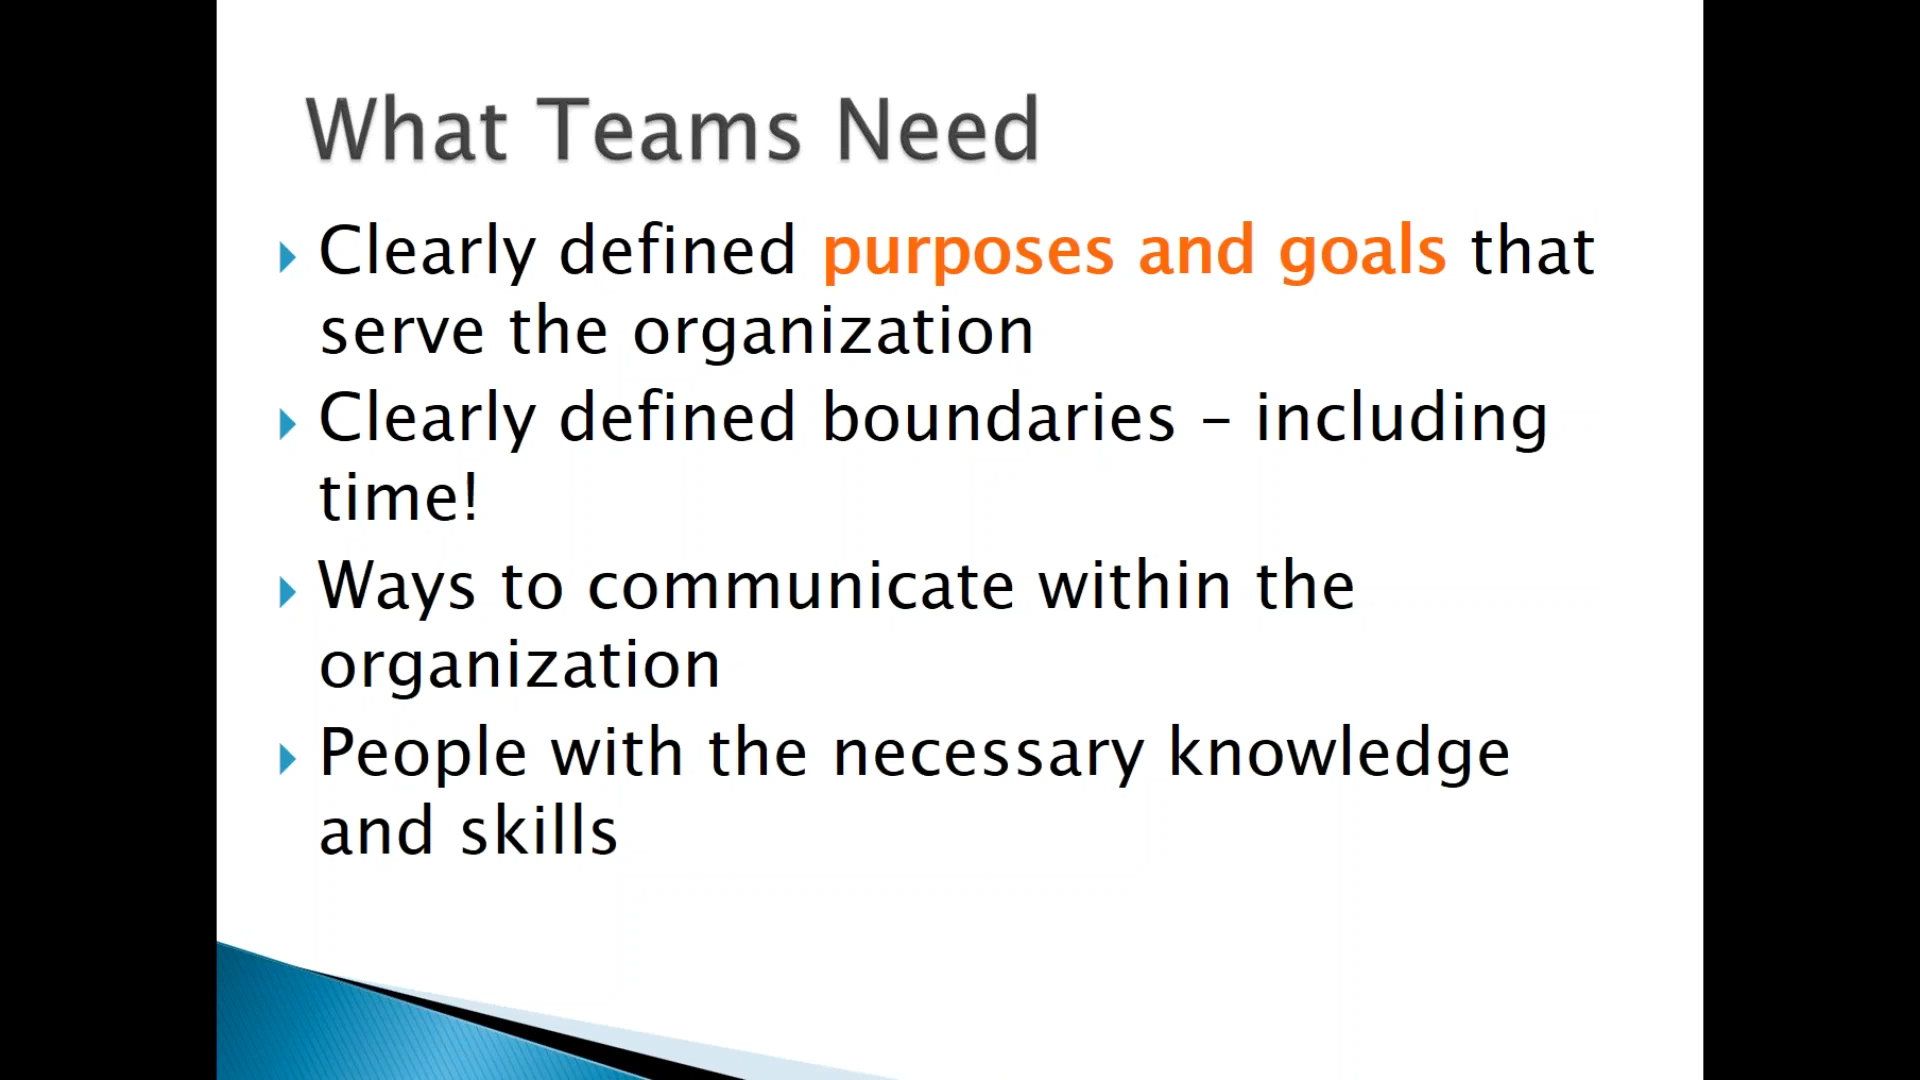 What Teams Need
Clearly defined purposes and goals that
serve the organization
Clearly defined boundaries – including
time!
Ways to communicate within the
organization
People with the necessary knowledge
and skills